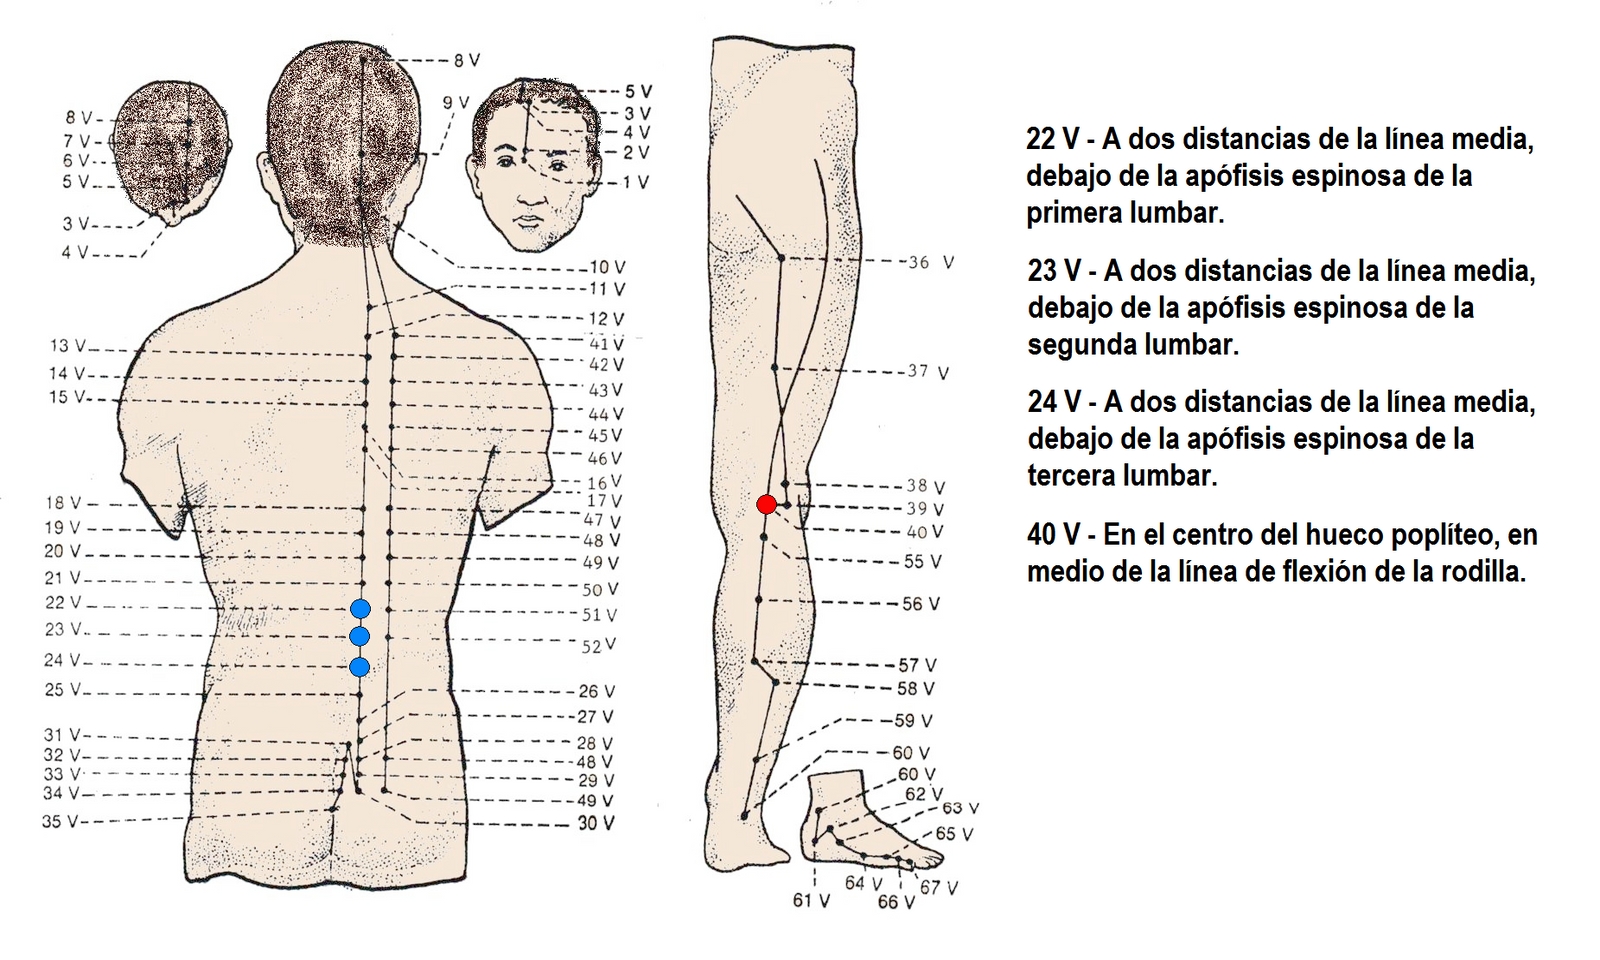 8 V
9 V
8 V
7 V
6 V
5 V
3 V
4 V
5 V
3 V
4 V
2 V
1 V
10 V
11 V
12 V
41 V
42 V
43 V
44 V
45 V
46 V
16 V
17 V
47 V
48 V
49 V
50 V
51 V
52 V
13 V
14 V
15 V
18 V
19 V
20 V
21 V
22 V
23 V
24 V
25 V
26 V
27 V
28 V
48 V
29 V
49 V
30 V
31 V
32 V
33 V
34 V
35 V
36 V
37 V
38 V
39 V
40 V
55 V
56 V
57 V
58 V
59 V
60 V
60 V
62 V
63 V
65 V
64 V
67 V
61 V
66 V
22 V - A dos distancias de la línea media,
debajo de la apófisis espinosa de la
primera lumbar.
23 V - A dos distancias de la línea media,
debajo de la apófisis espinosa de la
segunda lumbar.
24 V - A dos distancias de la línea media,
debajo de la apófisis espinosa de la
tercera lumbar.
40 V - En el centro del hueco poplíteo, en
medio de la línea de flexión de la rodilla.